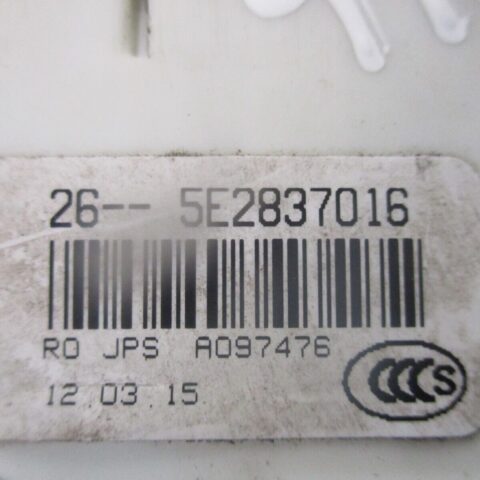 26-- 5E2837016
RO JPS A097476
12.03.15
CCCS